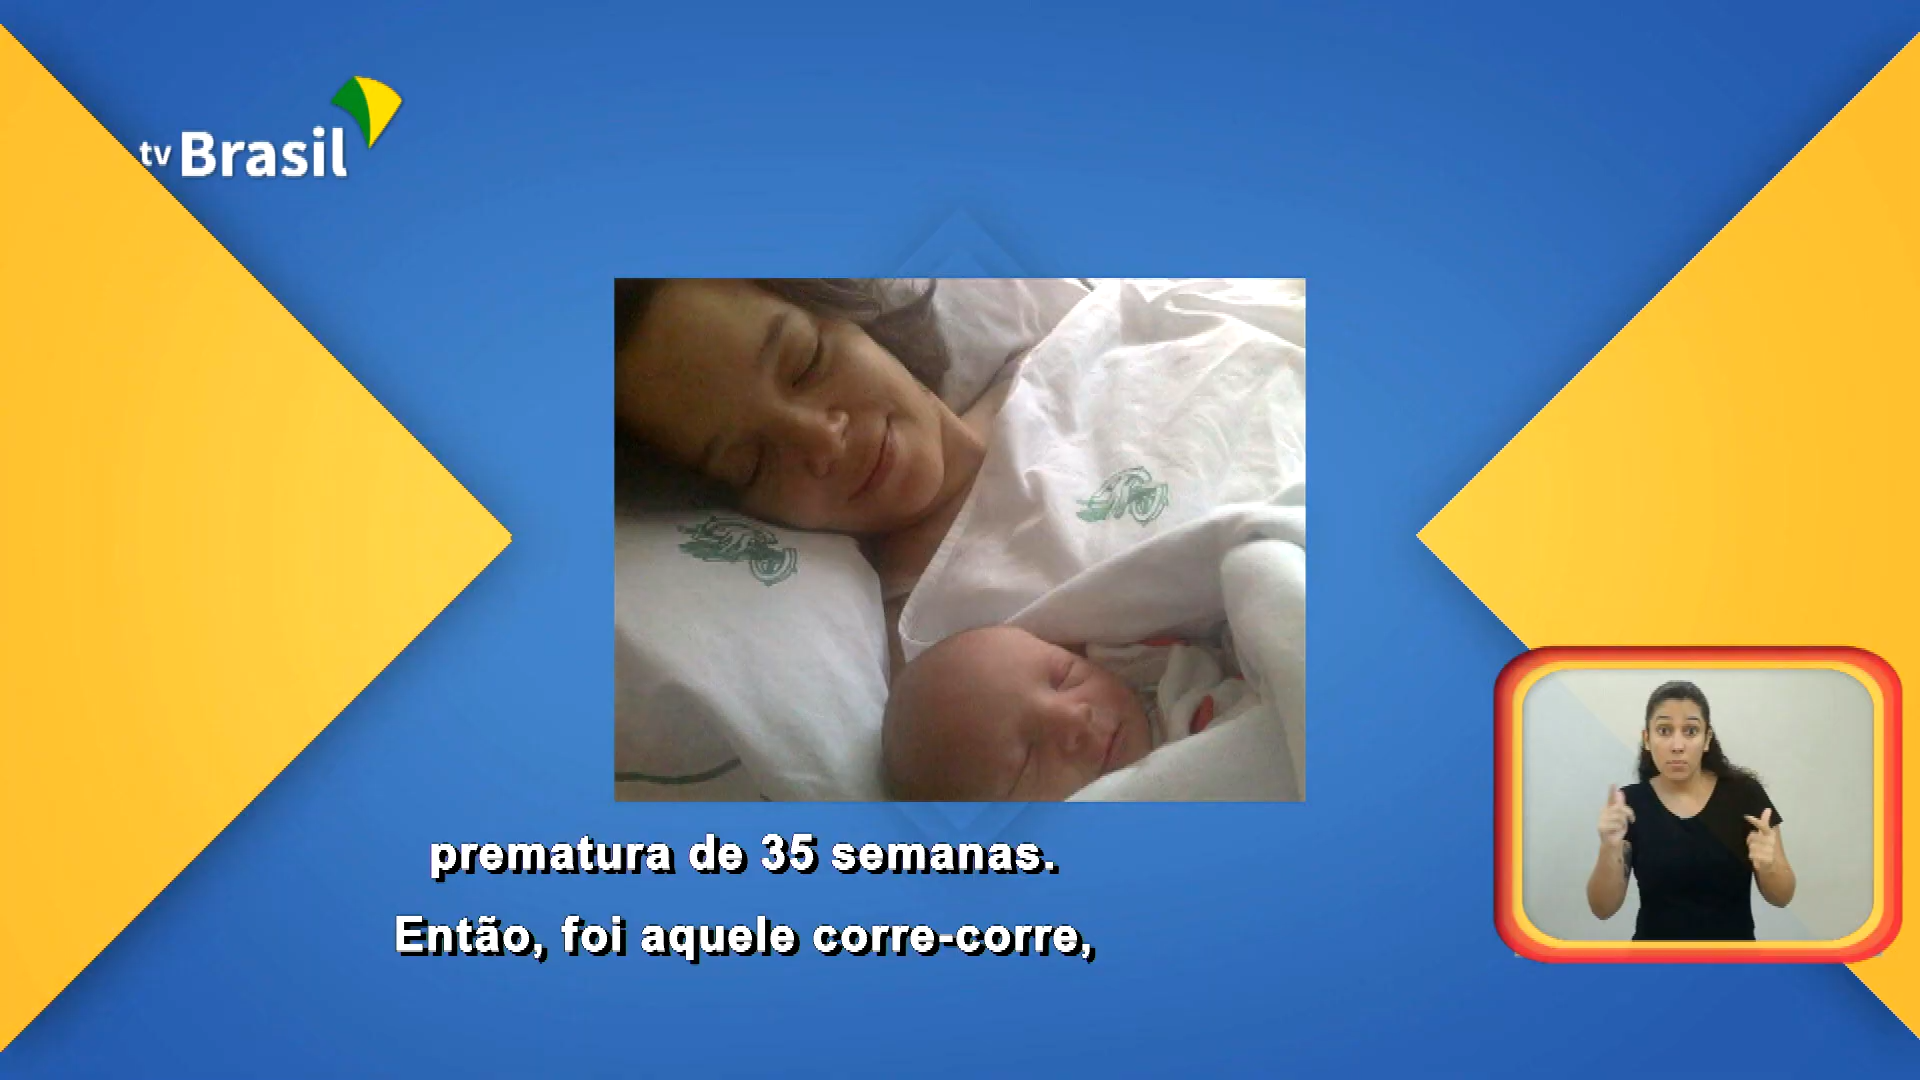 tv Brasil
prematura de 35 semanas.
Então, foi aquele corre-corre,